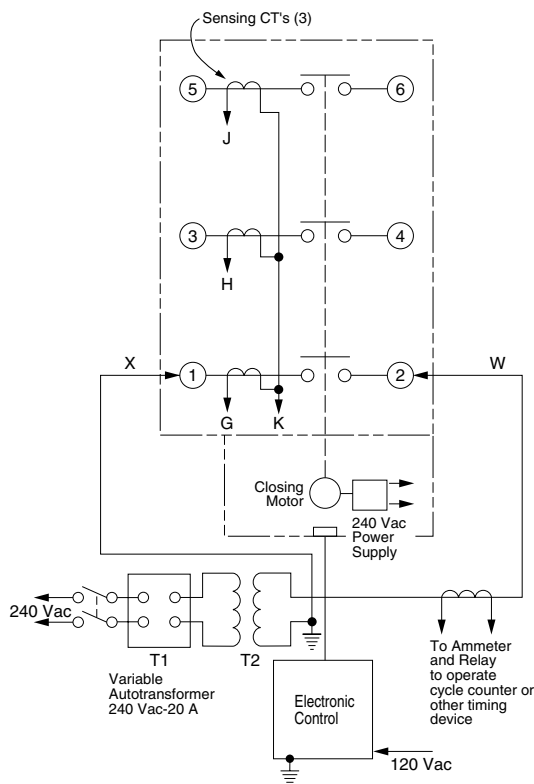 Sensing CT's (3)
5
6
J
3
4
H
X
1
2
W
G
K
Closing
Motor
240 Vac
Power
Supply
240 Vac
T1
T2
Variable
Autotransformer
240 Vac-20 A
To Ammeter
and Relay
to operate
cycle counter or
other timing
device
Electronic
Control
120 Vac